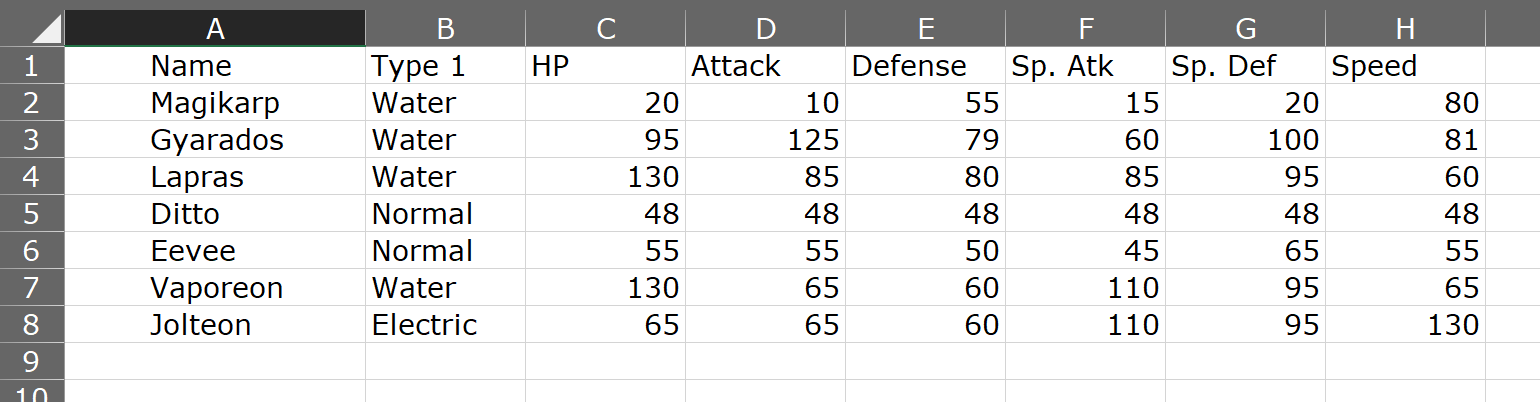 A B C D E F G H
1 Name Type 1 HP Attack Defense Sp. Atk Sp. Def Speed
2 Magikarp Water 20 10 55 15 20 80
3 Gyarados Water 95 125 79 60 100 81
4 Lapras Water 130 85 80 85 95 60
5 Ditto Normal 48 48 48 48 48 48
6 Eevee Normal 55 55 50 45 65 55
7 Vaporeon Water 130 65 60 110 95 65
8 Jolteon Electric 65 65 60 110 95 130
9
10